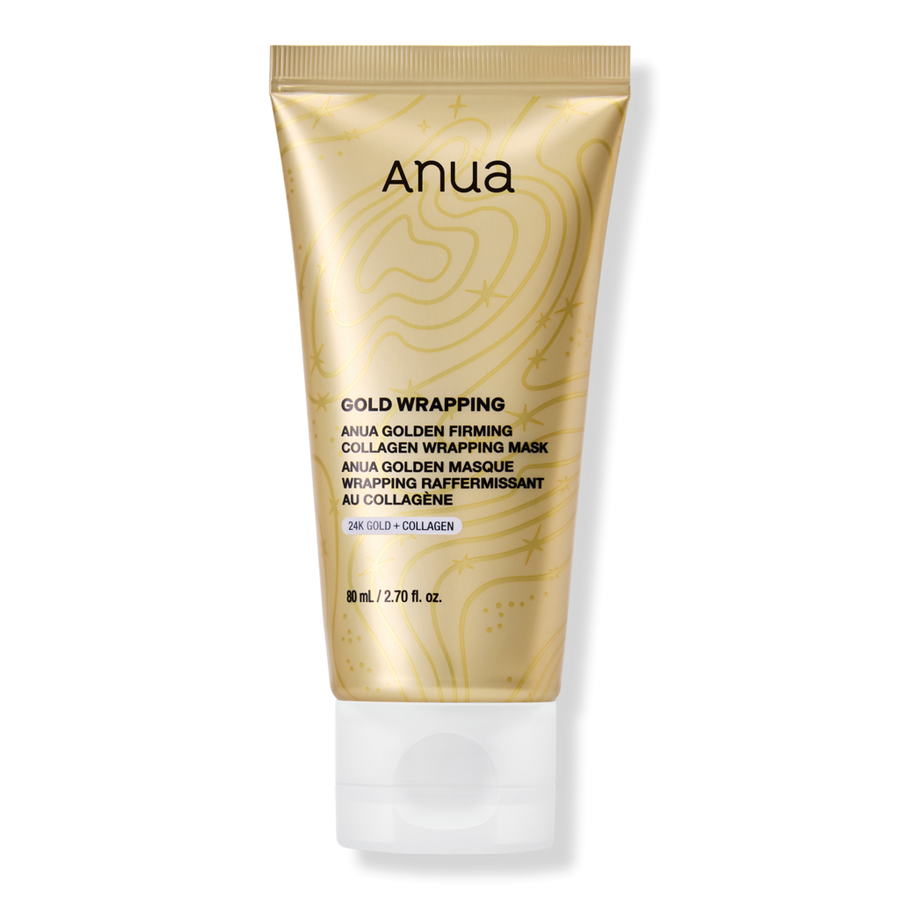 Anua
GOLD WRAPPING
ANUA GOLDEN FIRMING
COLLAGEN WRAPPING MASK
ANUA GOLDEN MASQUE
WRAPPING RAFFERMISSANT
AU COLLAGÈNE
24K GOLD + COLLAGEN
80 mL / 2.70 fl. oz.